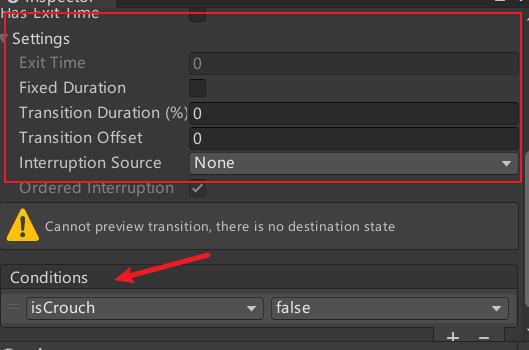 Inspector
Has Exit Time
Settings
Exit Time 0
Fixed Duration
Transition Duration (%) 0
Transition Offset 0
Interruption Source None
Ordered Interruption
Cannot preview transition, there is no destination state
Conditions
isCrouch false